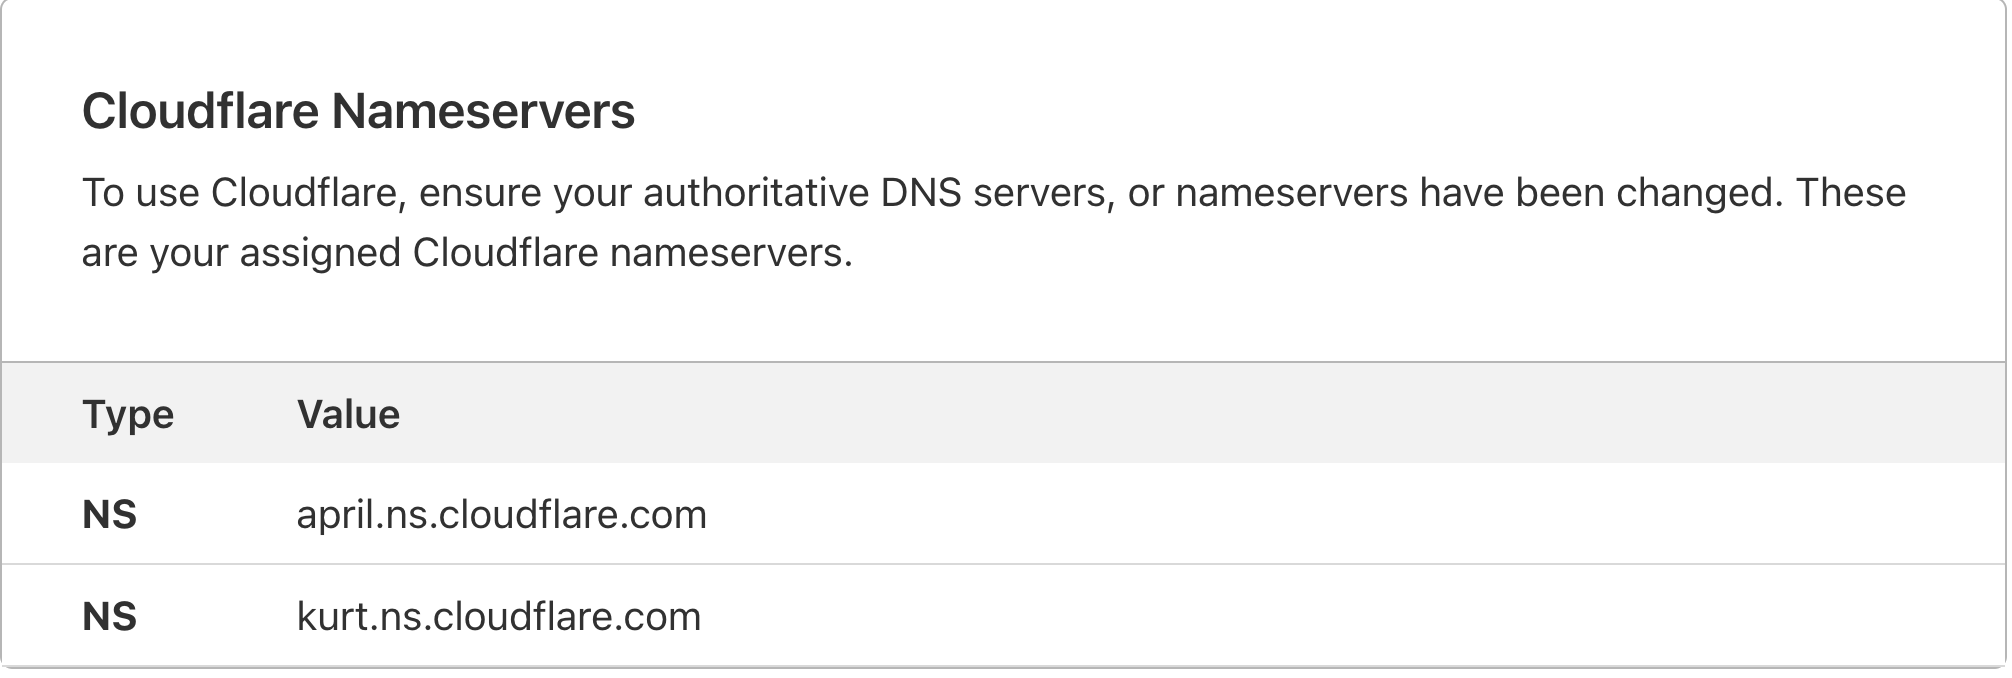 Cloudflare Nameservers
To use Cloudflare, ensure your authoritative DNS servers, or nameservers have been changed. These
are your assigned Cloudflare nameservers.
Type Value
NS april.ns.cloudflare.com
NS kurt.ns.cloudflare.com